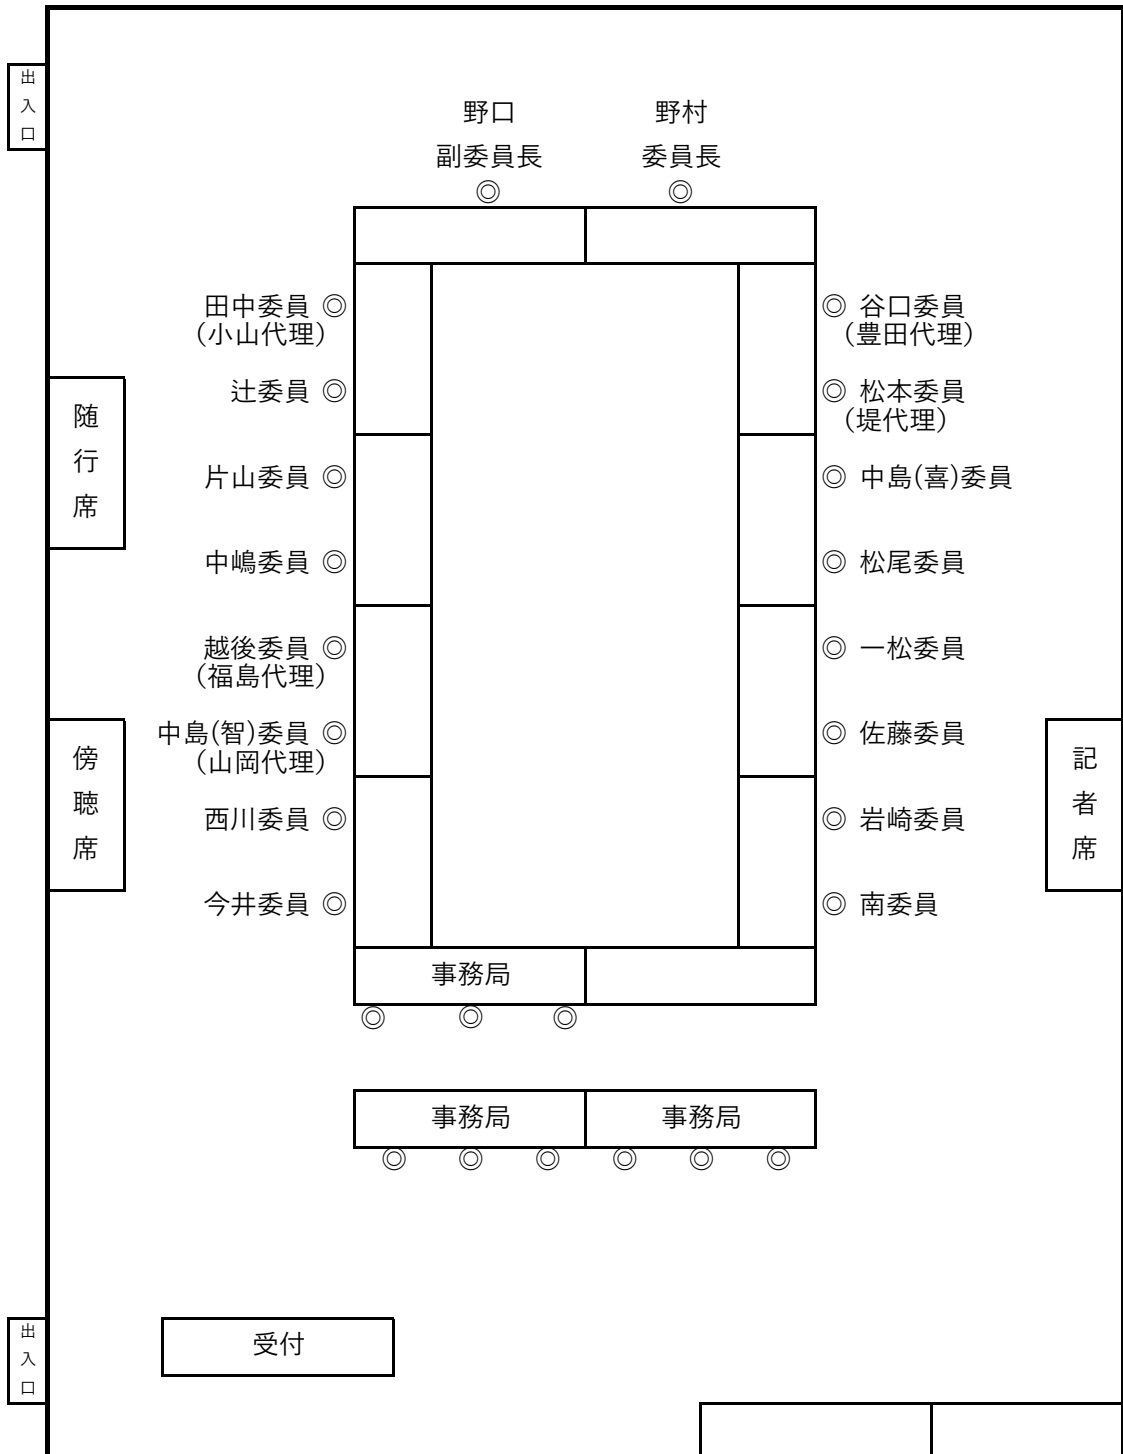 出入口
野口
副委員長
◎
野村
委員長
◎
田中委員 ◎
(小山代理)
◎ 谷口委員
(豊田代理)
辻委員 ◎
◎ 松本委員
(堤代理)
随行席
片山委員 ◎
◎ 中島(喜)委員
中嶋委員 ◎
◎ 松尾委員
越後委員 ◎
(福島代理)
◎ 一松委員
傍聴席
中島(智)委員 ◎
(山岡代理)
◎ 佐藤委員
記者席
西川委員 ◎
◎ 岩崎委員
今井委員 ◎
◎ 南委員
事務局
◎ ◎ ◎
事務局 事務局
◎ ◎ ◎ ◎ ◎ ◎
出入口
受付